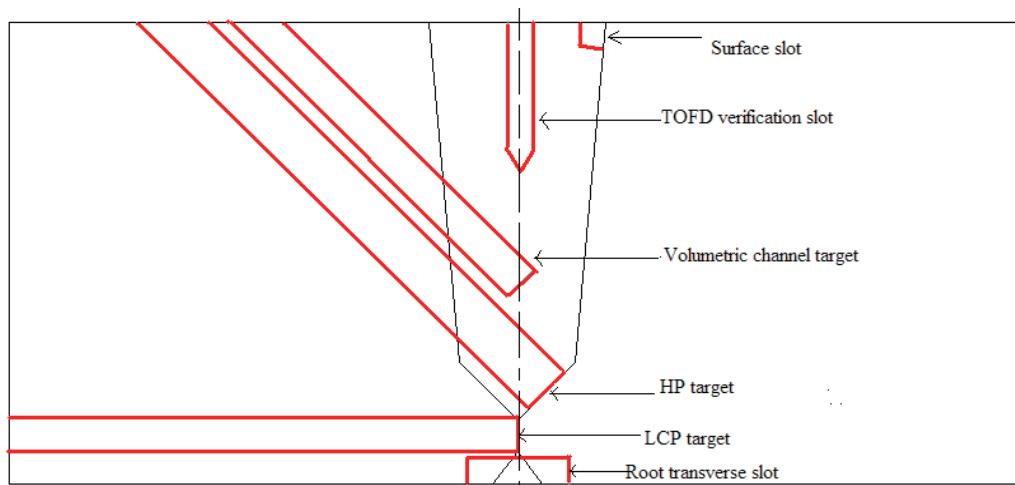 Surface slot
TOFD verification slot
Volumetric channel target
HP target
LCP target
Root transverse slot